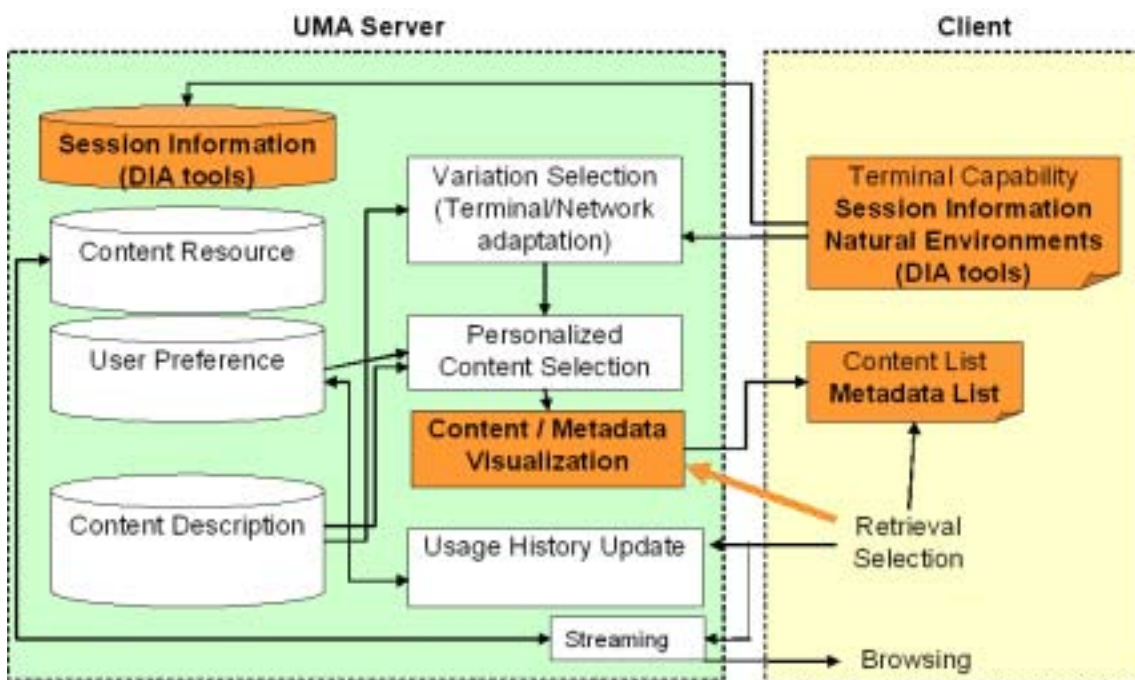 UMA Server
Client
Session Information
(DIA tools)
Content Resource
User Preference
Content Description
Variation Selection
(Terminal/Network
adaptation)
Personalized
Content Selection
Content / Metadata
Visualization
Usage History Update
Streaming
Terminal Capability
Session Information
Natural Environments
(DIA tools)
Content List
Metadata List
Retrieval
Selection
Browsing